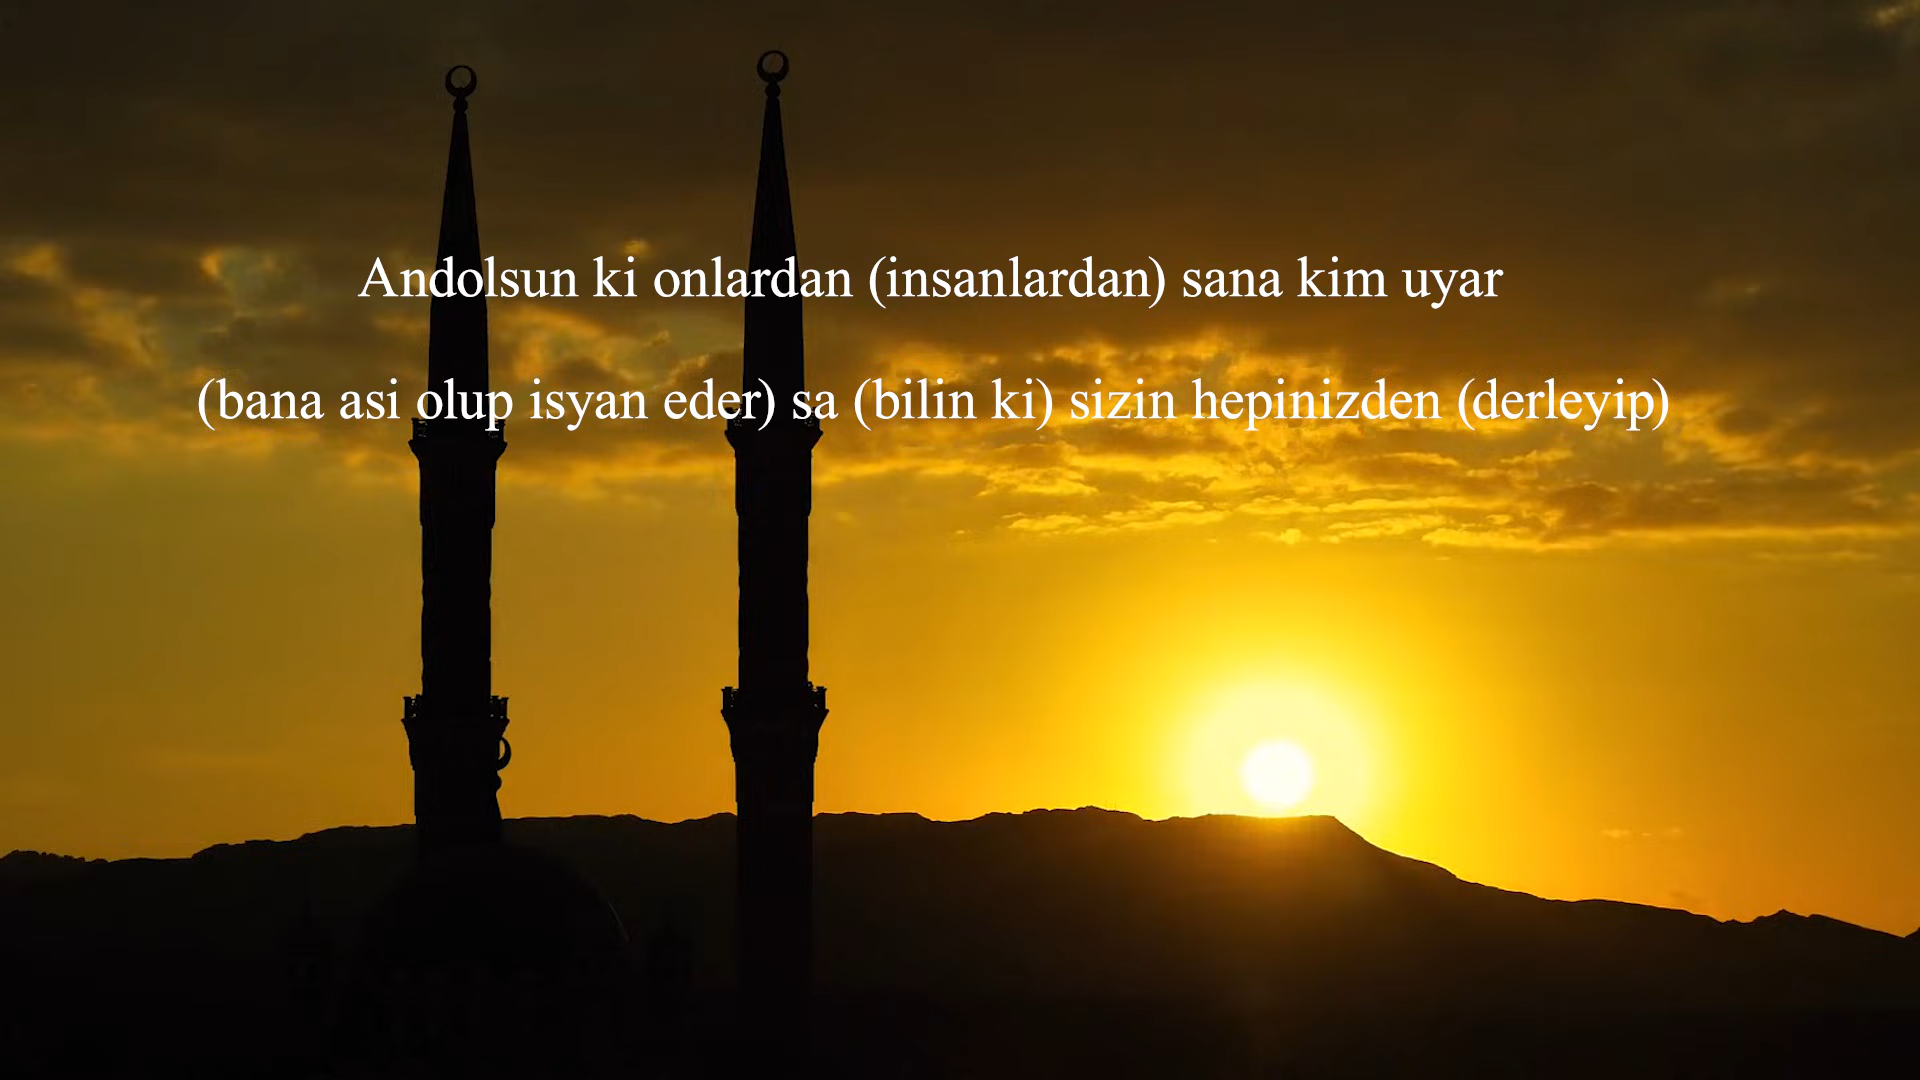 Andolsun ki onlardan (insanlardan) sana kim uyar
(bana asi olup isyan eder) sa (bilin ki) sizin hepinizden (derleyip)